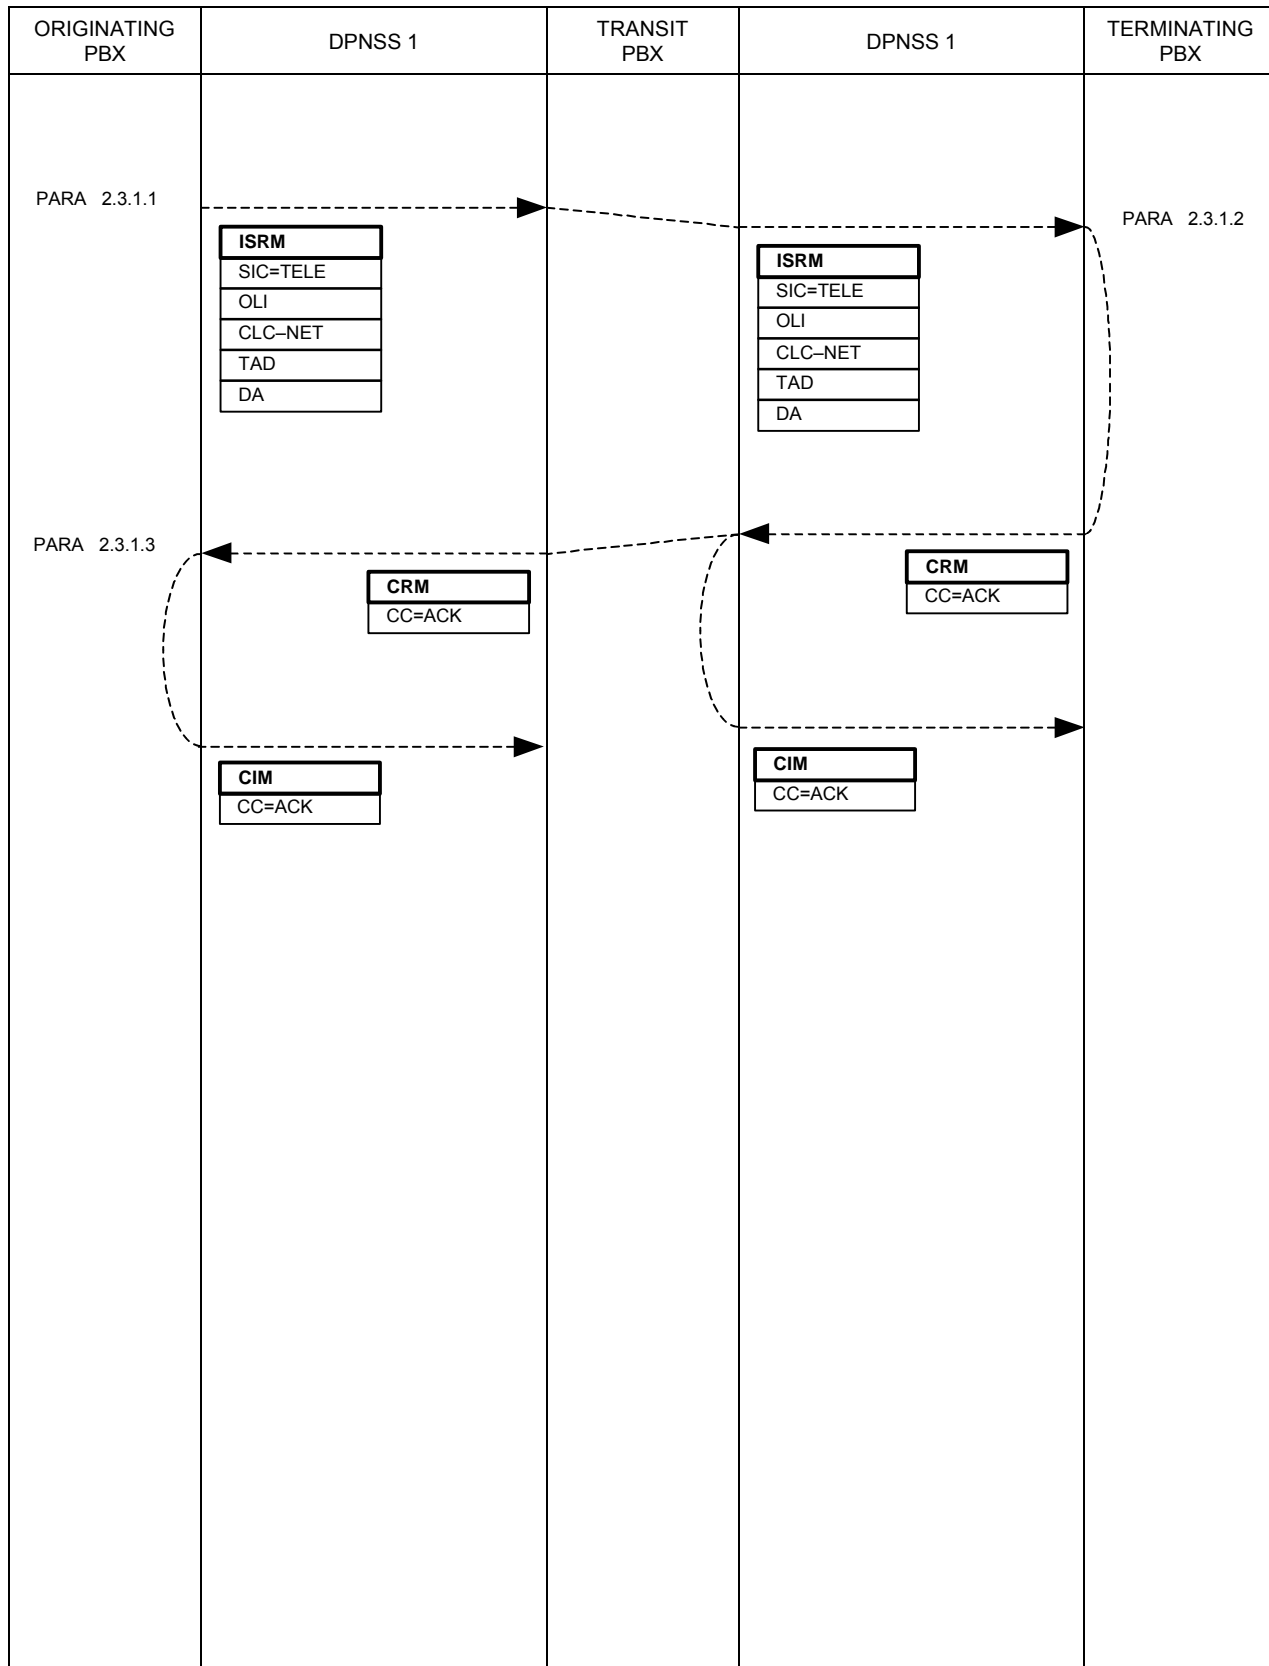 ORIGINATING
PBX
DPNSS 1
TRANSIT
PBX
DPNSS 1
TERMINATING
PBX
PARA 2.3.1.1
PARA 2.3.1.2
ISRM
SIC=TELE
OLI
CLC–NET
TAD
DA
ISRM
SIC=TELE
OLI
CLC–NET
TAD
DA
PARA 2.3.1.3
CRM
CC=ACK
CRM
CC=ACK
CIM
CC=ACK
CIM
CC=ACK